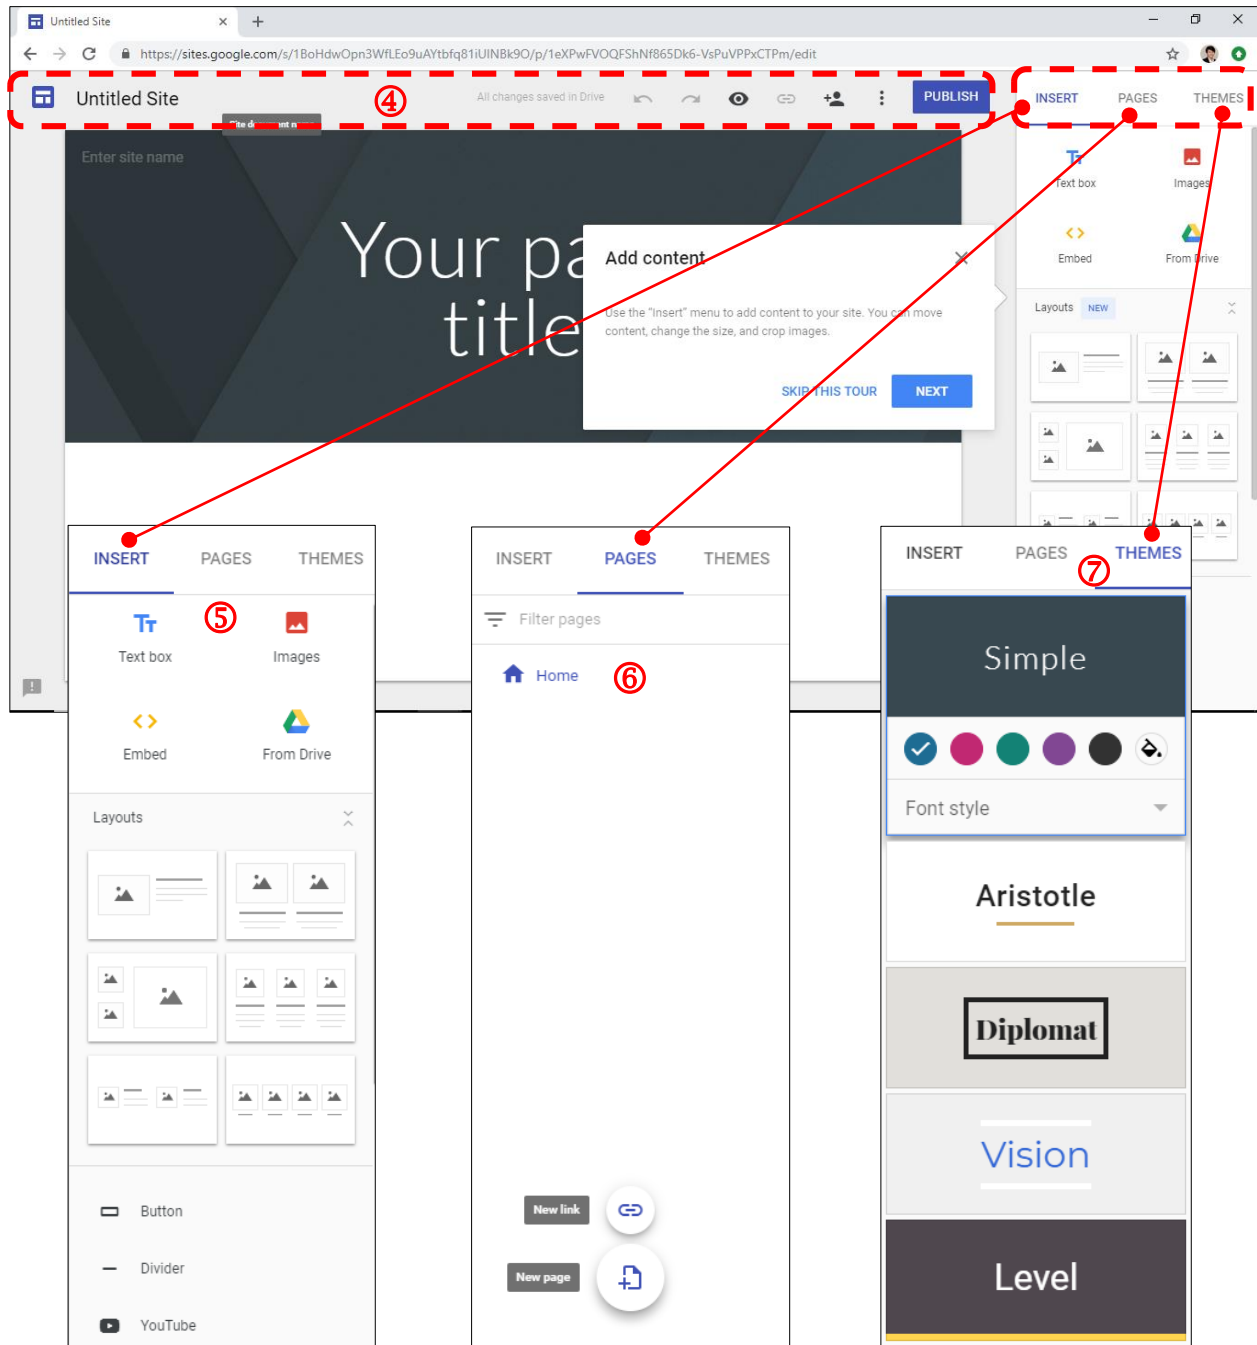 Untitled Site
https://sites.google.com/s/1BoHdwOpn3WfLEo9uAYtbfq81iUINBk9O/p/1eXPwFVOQFShNf865Dk6-VsPuVPPxCTPm/edit
Untitled Site
④
All changes saved in Drive
PUBLISH
INSERT PAGES THEMES
Site document name
Enter site name
Your pa
title
Add content
Use the "Insert" menu to add content to your site. You can move
content, change the size, and crop images.
SKIP THIS TOUR NEXT
Text box Images
Embed From Drive
Layouts NEW
INSERT PAGES THEMES
⑤
Text box Images
Embed From Drive
Layouts
Button
Divider
YouTube
INSERT PAGES THEMES
Filter pages
Home ⑥
New link
New page
INSERT PAGES THEMES
⑦
Simple
Font style
Aristotle
Diplomat
Vision
Level